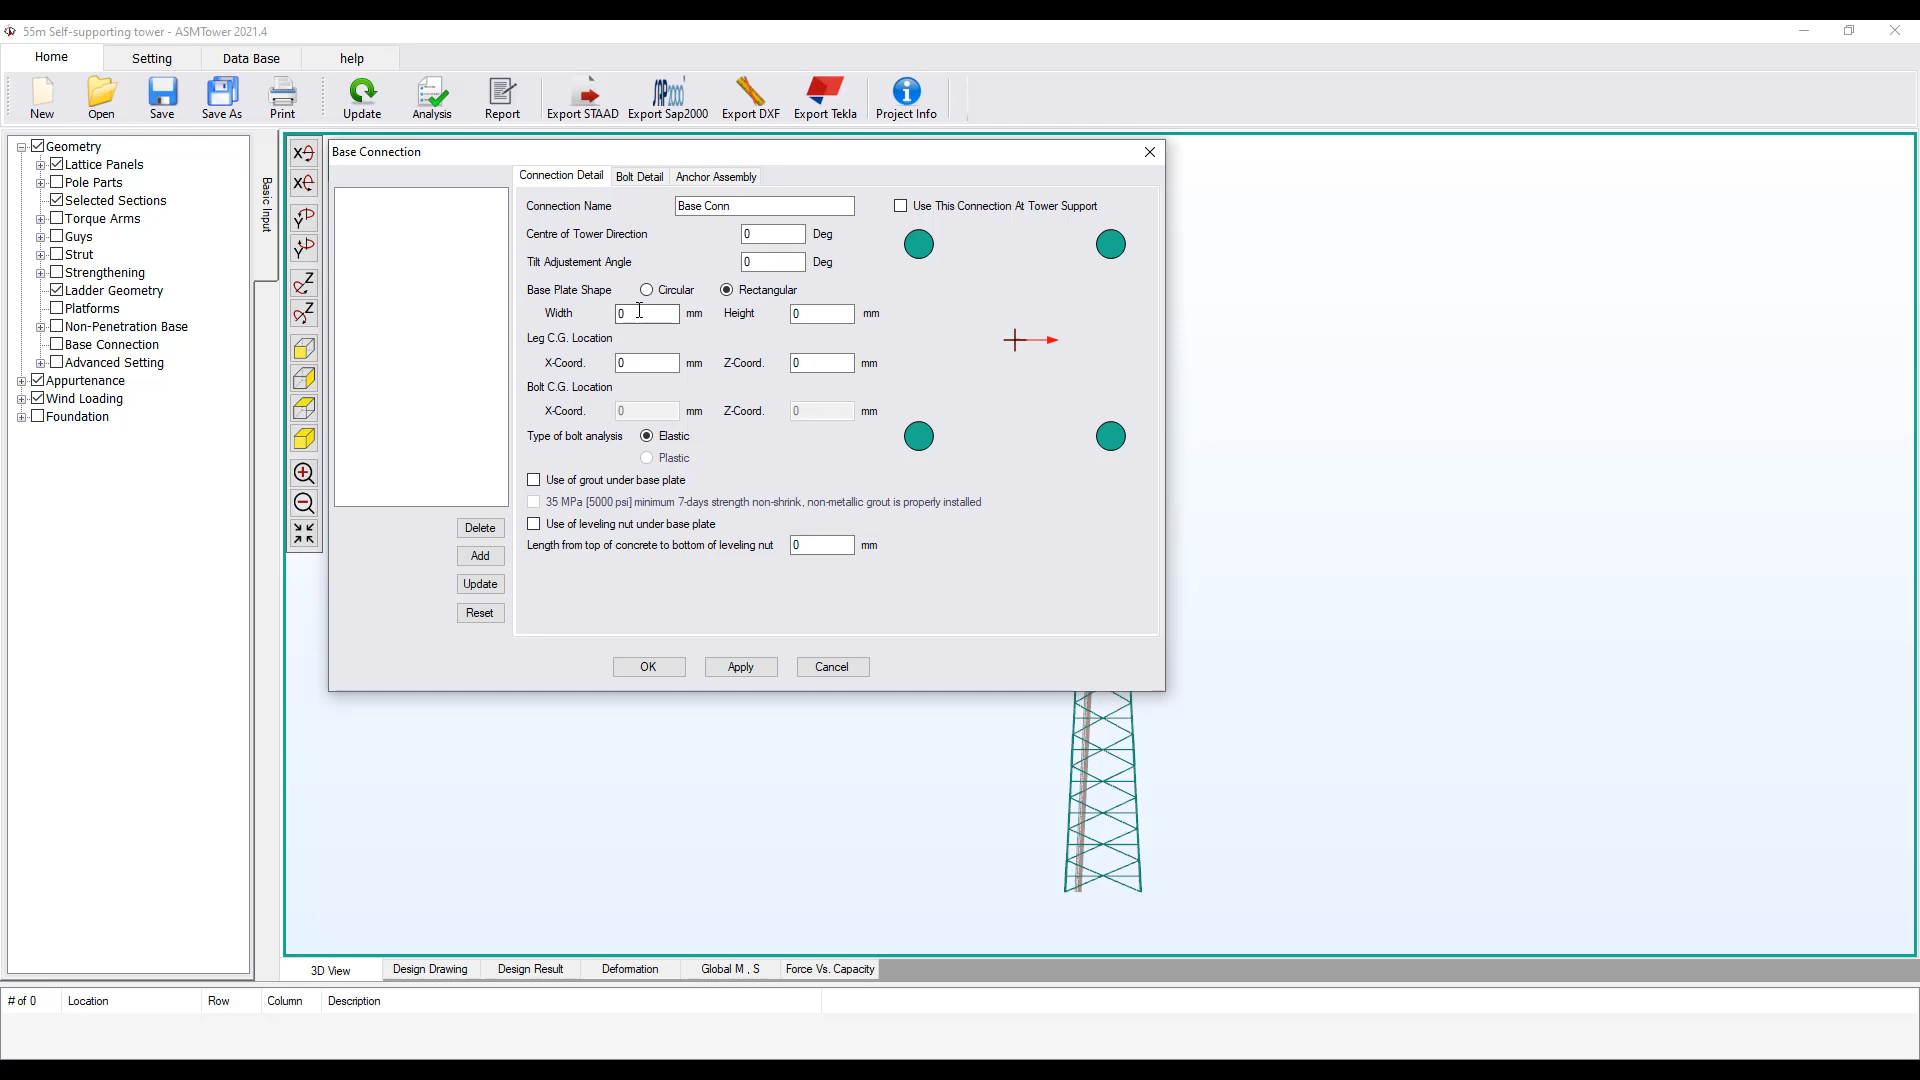 55m Self-supporting tower - ASMTower 2021.4
Home Setting Data Base help
New Open Save Save As Print Update Analysis Report Export STAAD Export Sap2000 Export DXF Export Tekla Project Info
SAP2000
Geometry
Lattice Panels
Pole Parts
Selected Sections
Torque Arms
Guys
Strut
Strengthening
Ladder Geometry
Platforms
Non-Penetration Base
Base Connection
Advanced Setting
Appurtenance
Wind Loading
Foundation
Basic Input
X
X
Y
Y
Z
Z
Base Connection
Connection Detail Bolt Detail Anchor Assembly
Connection Name Base Conn Use This Connection At Tower Support
Centre of Tower Direction 0 Deg
Tilt Adjustement Angle 0 Deg
Base Plate Shape Circular Rectangular
Width 0 mm Height 0 mm
Leg C.G. Location
X-Coord. 0 mm Z-Coord. 0 mm
Bolt C.G. Location
X-Coord. 0 mm Z-Coord. 0 mm
Type of bolt analysis Elastic
Plastic
Use of grout under base plate
35 MPa [5000 psi] minimum 7-days strength non-shrink, non-metallic grout is properly installed
Use of leveling nut under base plate
Length from top of concrete to bottom of leveling nut 0 mm
Delete
Add
Update
Reset
OK Apply Cancel
3D View Design Drawing Design Result Deformation Global M , S Force Vs. Capacity
# of 0 Location Row Column Description